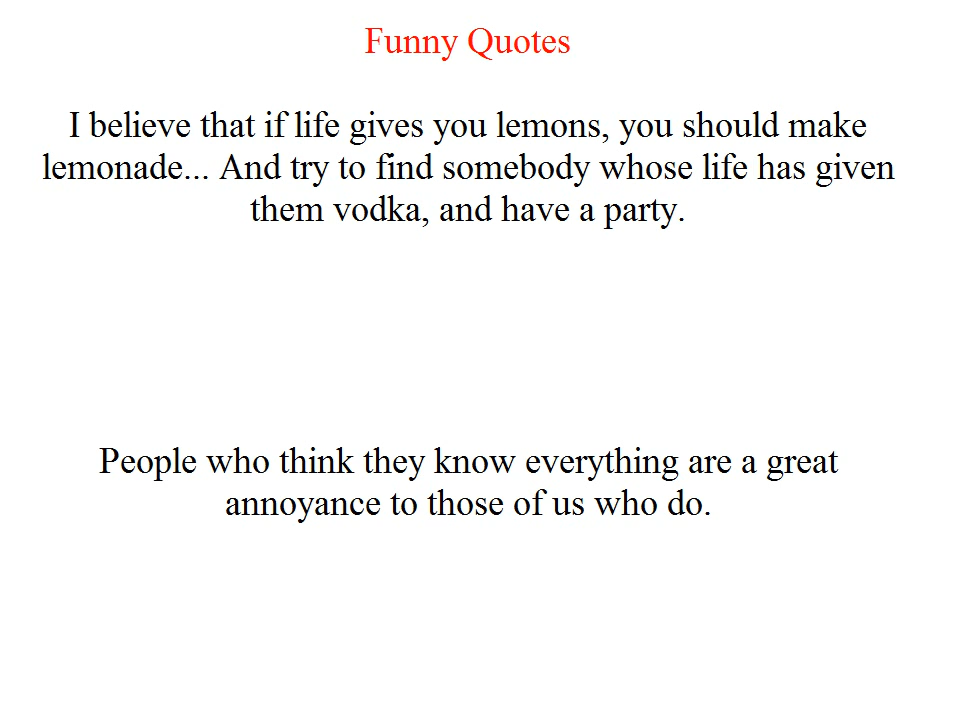 Funny Quotes
I believe that if life gives you lemons, you should make
lemonade... And try to find somebody whose life has given
them vodka, and have a party.
People who think they know everything are a great
annoyance to those of us who do.